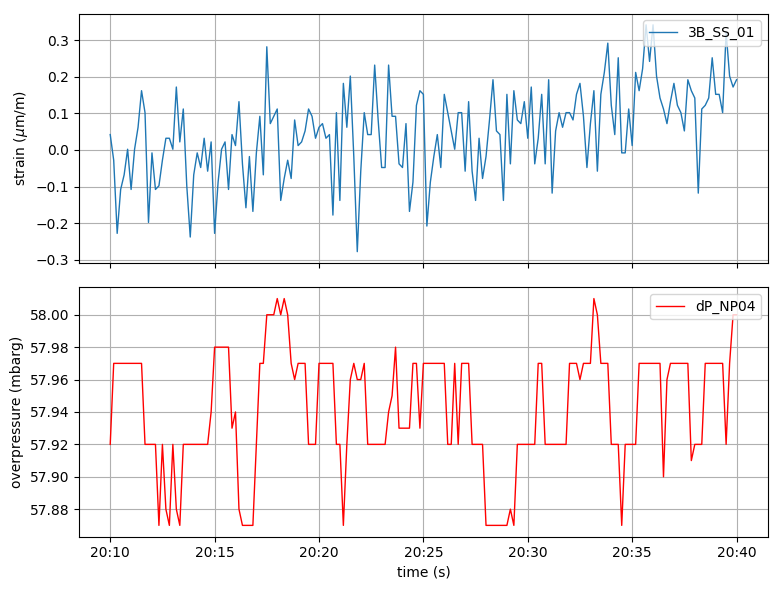 0.3
0.2
0.1
0.0
−0.1
−0.2
−0.3
strain (μm/m)
3B_SS_01
58.00
57.98
57.96
57.94
57.92
57.90
57.88
overpressure (mbarg)
dP_NP04
20:10 20:15 20:20 20:25 20:30 20:35 20:40
time (s)